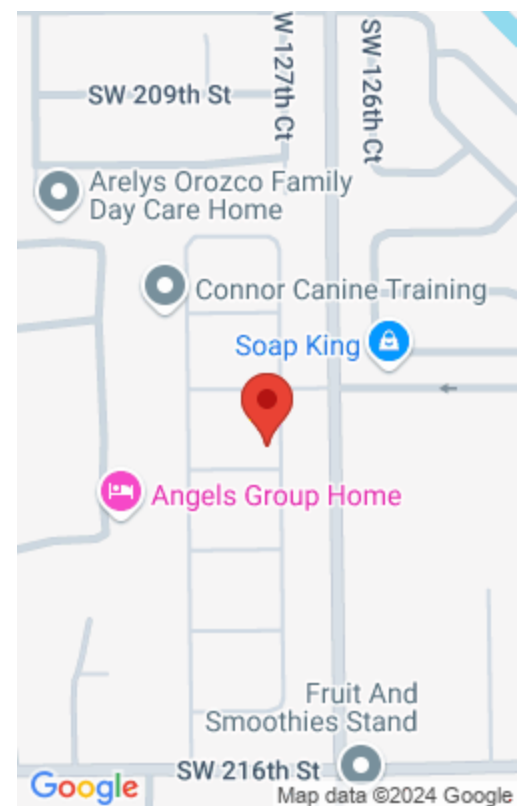 SW 209th St
W 127th Ct
SW 126th Ct
Arelys Orozco Family
Day Care Home
Connor Canine Training
Soap King
Angels Group Home
Fruit And
Smoothies Stand
SW 216th St
Google
Map data ©2024 Google